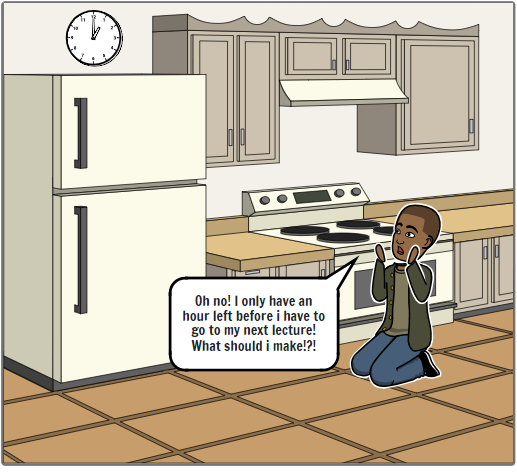 Oh no! I only have an
hour left before i have to
go to my next lecture!
What should i make!?!